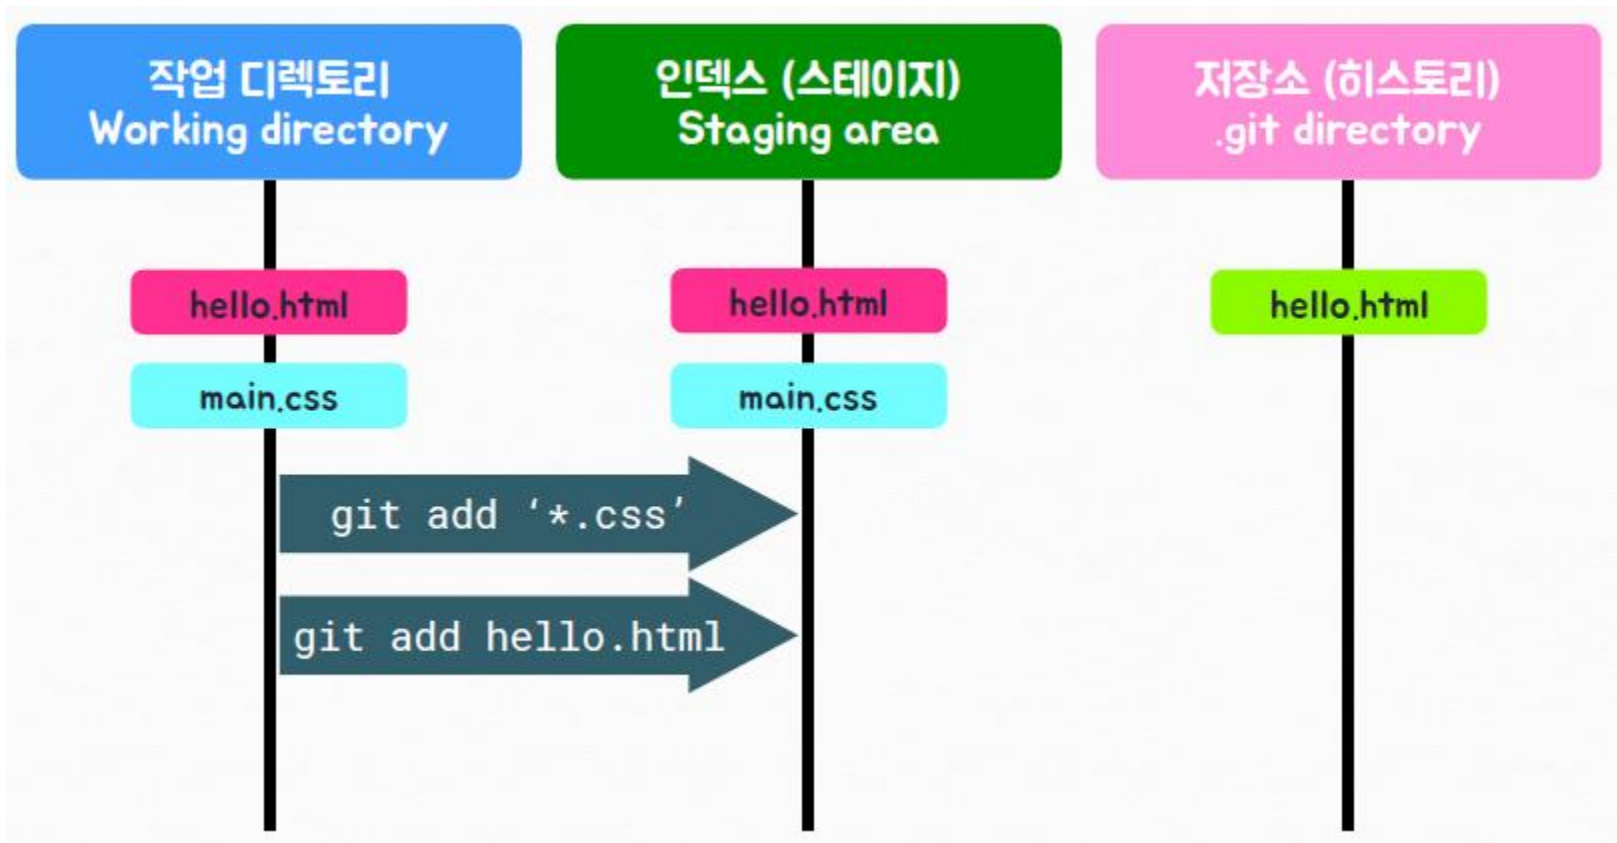 작업 디렉토리
Working directory
인덱스 (스테이지)
Staging area
저장소 (히스토리)
.git directory
hello.html
hello.html
hello.html
main.css
main.css
git add ‘*.css’
git add hello.html